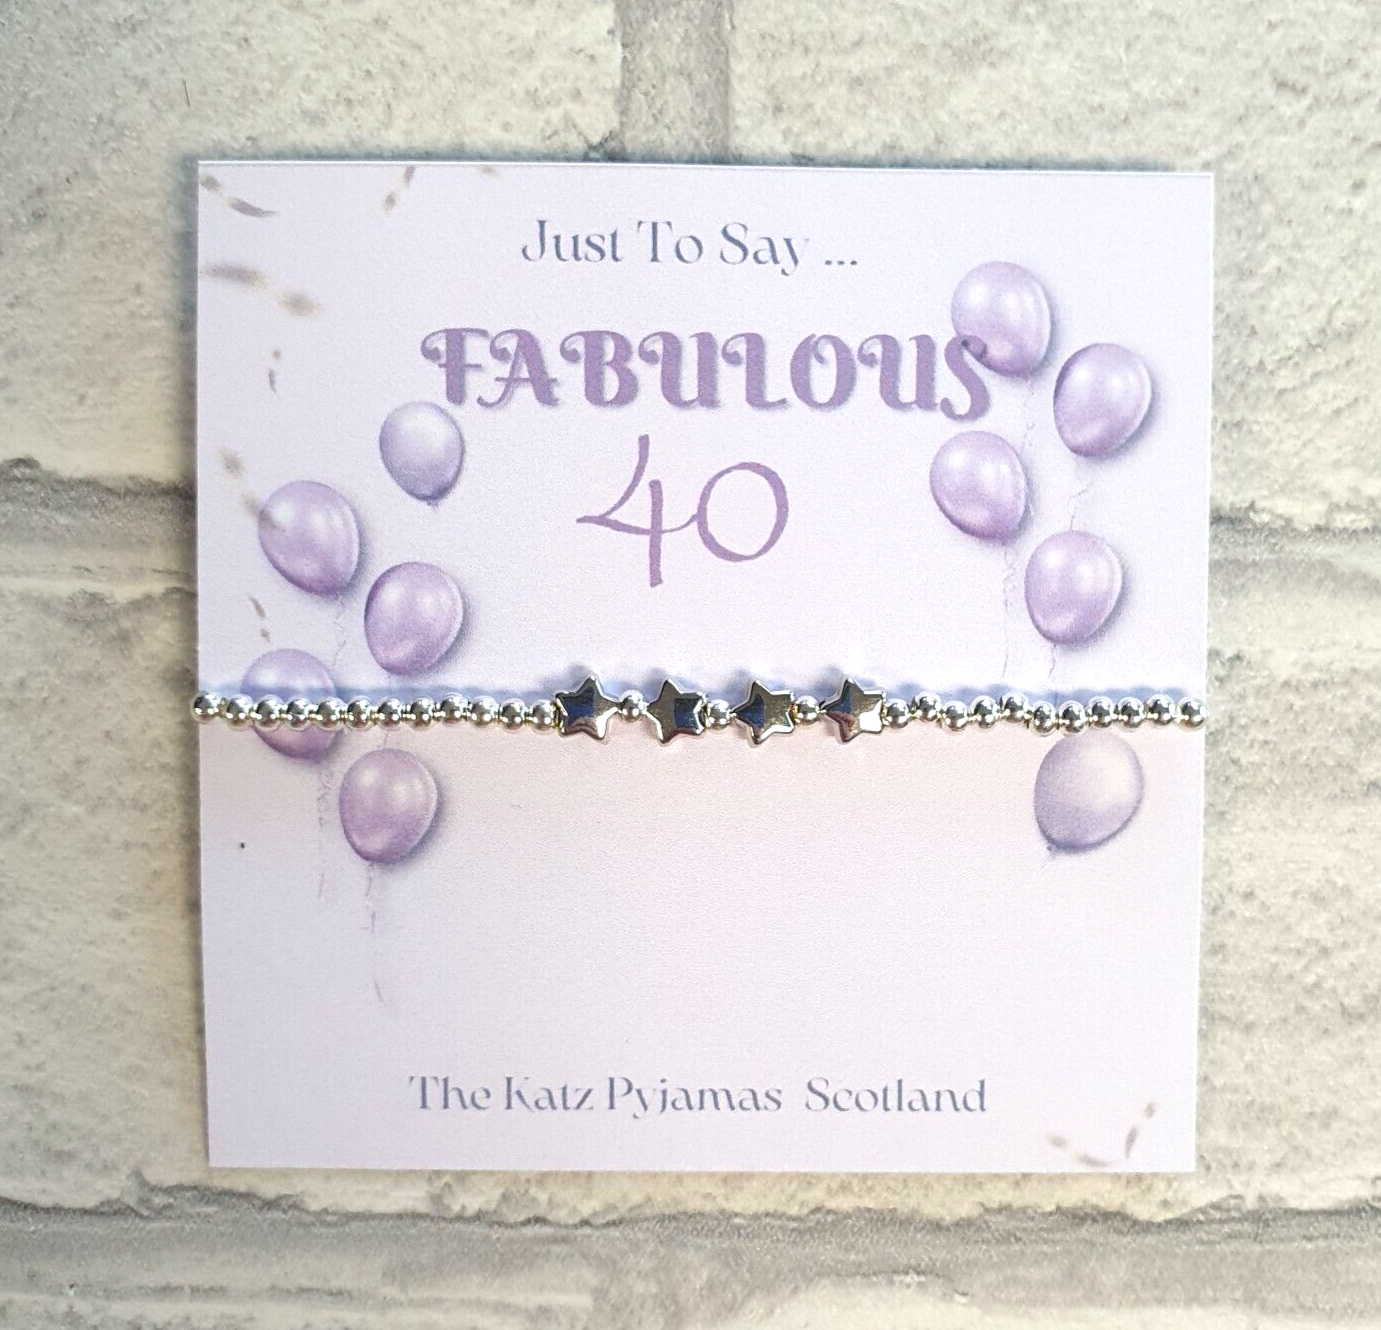 Just To Say ...
FABULOUS
40
The Katz Pyjamas Scotland